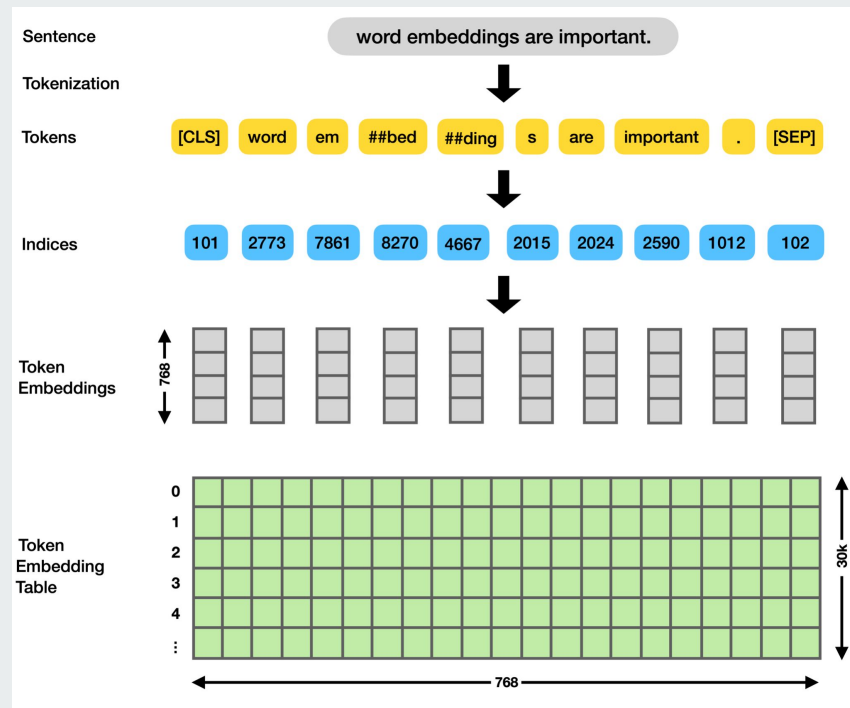 Sentence
word embeddings are important.
Tokenization
Tokens
[CLS] word em ##bed ##ding s are important . [SEP]
Indices
101 2773 7861 8270 4667 2015 2024 2590 1012 102
Token
Embeddings
768
Token
Embedding
Table
0
1
2
3
4
...
30k
768